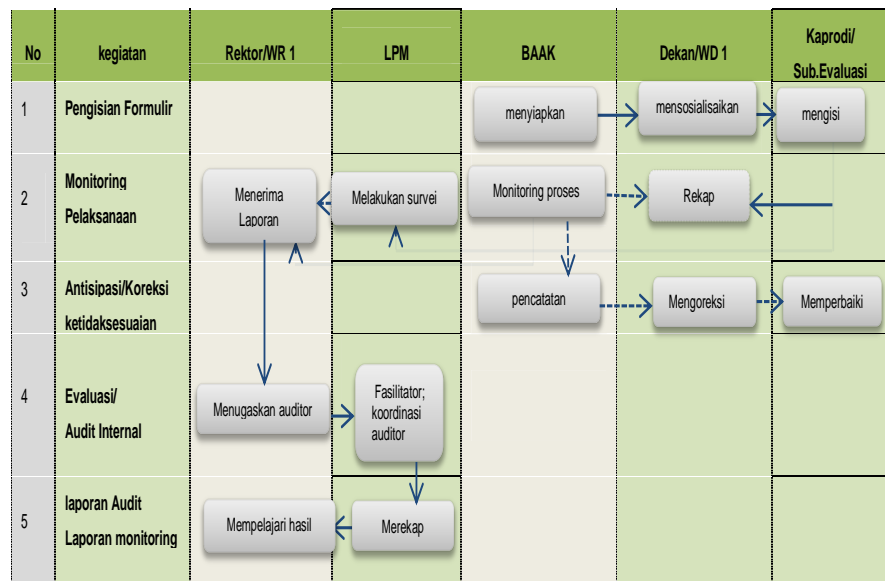 No
kegiatan
Rektor/WR 1
LPM
BAAK
Dekan/WD 1
Kaprodi/
Sub.Evaluasi
1
Pengisian Formulir
menyiapkan
mensosialisaikan
mengisi
2
Monitoring
Pelaksanaan
Menerima
Laporan
Melakukan survei
Monitoring proses
Rekap
3
Antisipasi/Koreksi
ketidaksesuaian
pencatatan
Mengoreksi
Memperbaiki
4
Evaluasi/
Audit Internal
Menugaskan auditor
Fasilitator;
koordinasi
auditor
5
laporan Audit
Laporan monitoring
Mempelajari hasil
Merekap